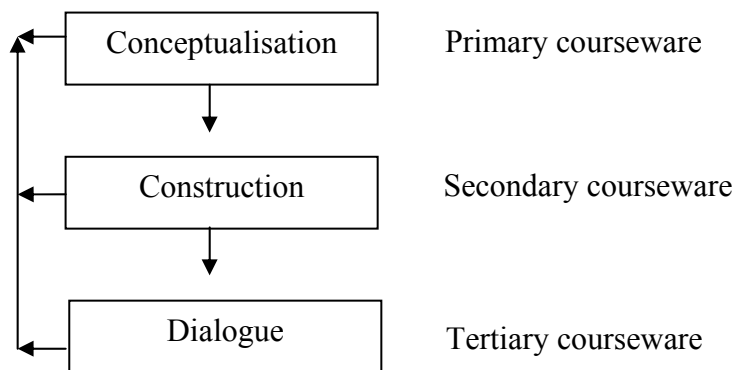 Conceptualisation Primary courseware
Construction Secondary courseware
Dialogue Tertiary courseware